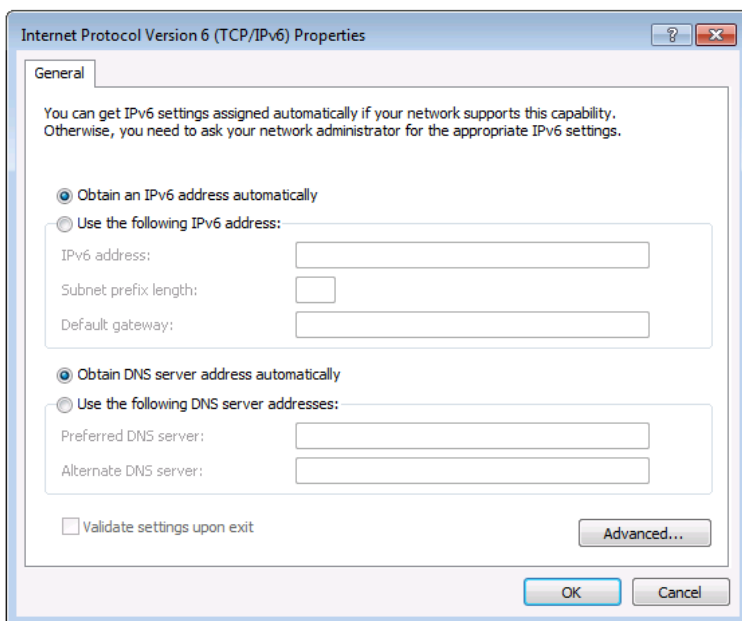 Internet Protocol Version 6 (TCP/IPv6) Properties
General
You can get IPv6 settings assigned automatically if your network supports this capability.
Otherwise, you need to ask your network administrator for the appropriate IPv6 settings.
Obtain an IPv6 address automatically
Use the following IPv6 address:
IPv6 address:
Subnet prefix length:
Default gateway:
Obtain DNS server address automatically
Use the following DNS server addresses:
Preferred DNS server:
Alternate DNS server:
Validate settings upon exit
Advanced...
OK Cancel